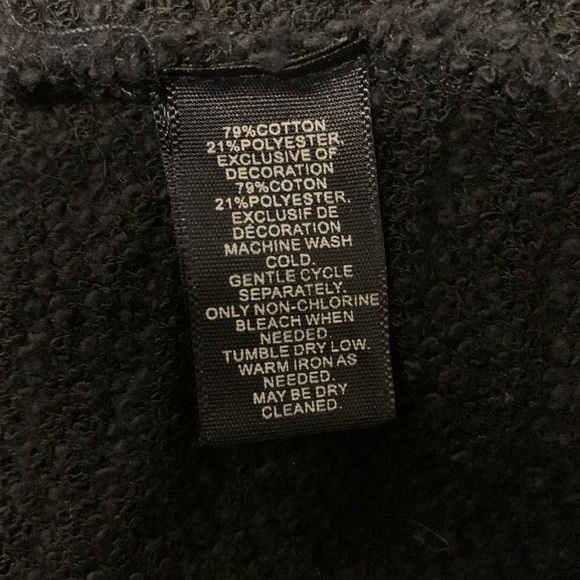 79%COTTON
21%POLYESTER,
EXCLUSIVE OF
DECORATION
79%COTON
21%POLYESTER,
EXCLUSIF DE
DÉCORATION
MACHINE WASH
COLD.
GENTLE CYCLE
SEPARATELY.
ONLY NON-CHLORINE
BLEACH WHEN
NEEDED.
TUMBLE DRY LOW.
WARM IRON AS
NEEDED.
MAY BE DRY
CLEANED.